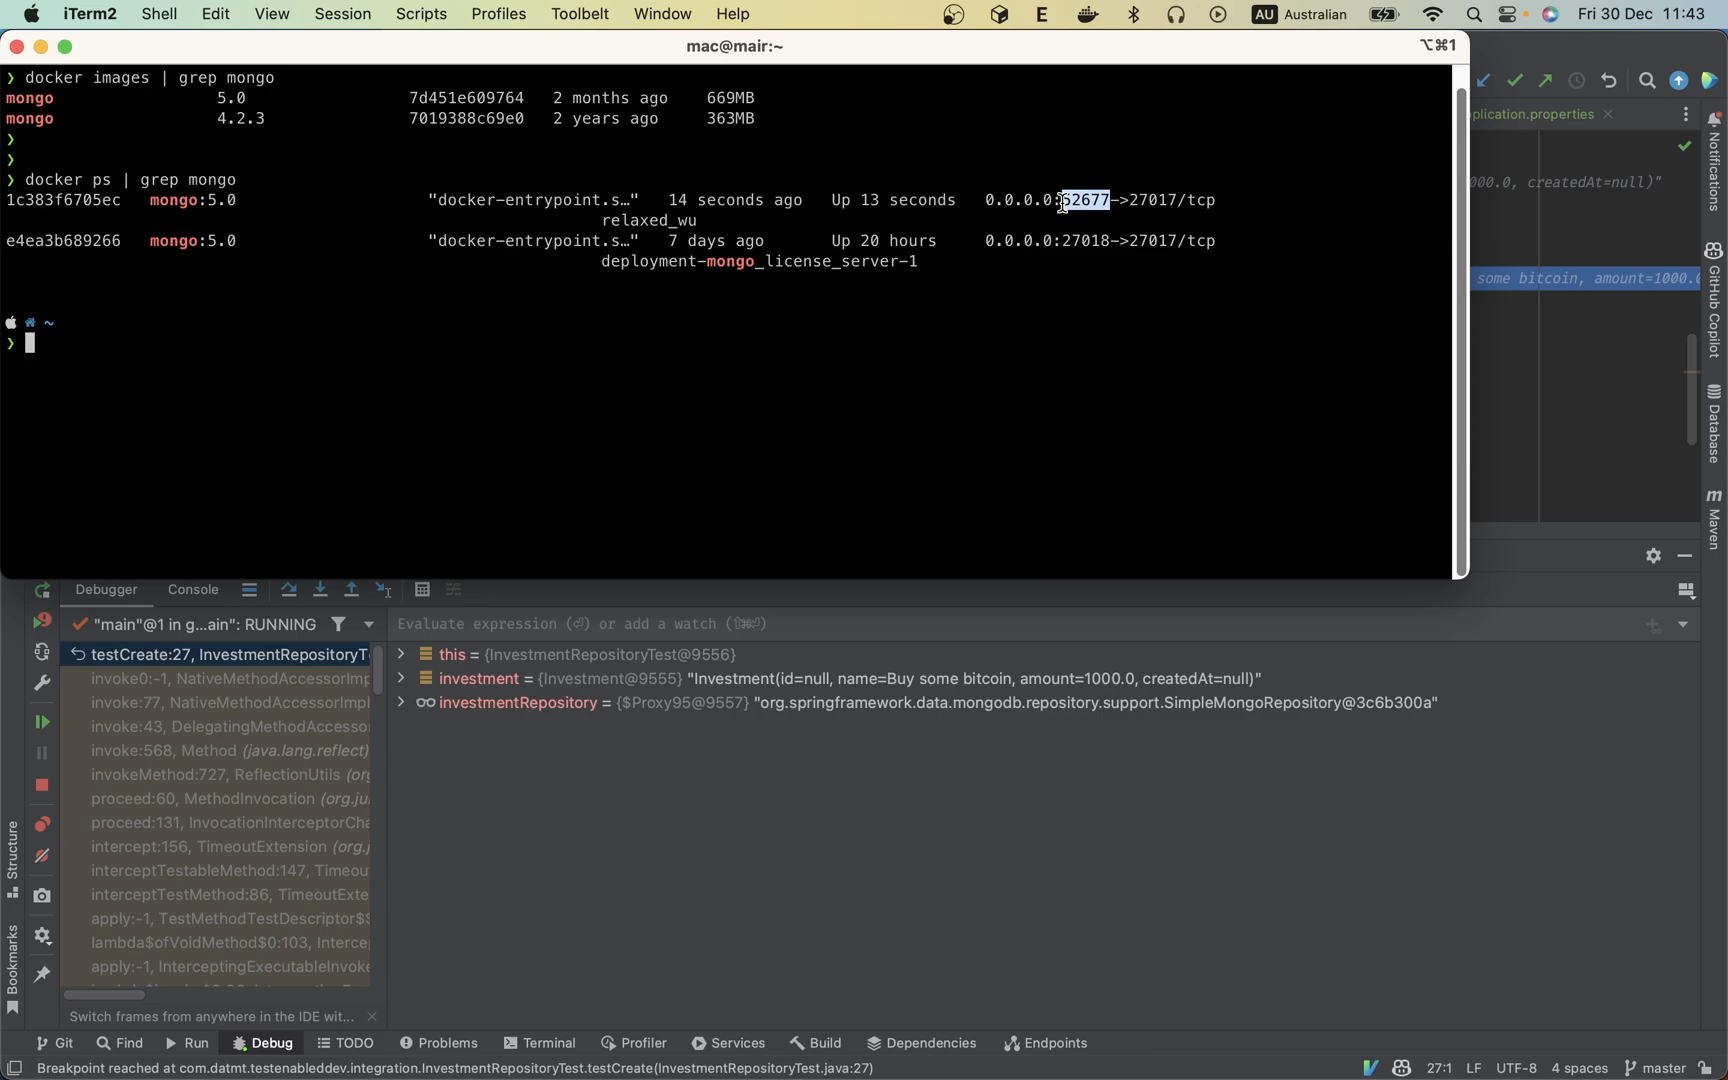 iTerm2 Shell Edit View Session Scripts Profiles Toolbelt Window Help E AU Australian Fri 30 Dec 11:43
mac@mair:~ ⌥⌘1
❯ docker images | grep mongo
mongo 5.0 7d451e609764 2 months ago 669MB
mongo 4.2.3 7019388c69e0 2 years ago 363MB
❯
❯
❯ docker ps | grep mongo
1c383f6705ec mongo:5.0 "docker-entrypoint.s…" 14 seconds ago Up 13 seconds 0.0.0.0:52677->27017/tcp
relaxed_wu
e4ea3b689266 mongo:5.0 "docker-entrypoint.s…" 7 days ago Up 20 hours 0.0.0.0:27018->27017/tcp
deployment-mongo_license_server-1
~
❯
plication.properties
000.0, createdAt=null)"
some bitcoin, amount=1000.0
Notifications
GitHub Copilot
Database
m Maven
Debugger Console
"main"@1 in g...ain": RUNNING
Evaluate expression (⏎) or add a watch (⇧⌘⏎)
testCreate:27, InvestmentRepositoryT
invoke0:-1, NativeMethodAccessorImp
invoke:77, NativeMethodAccessorImpl
invoke:43, DelegatingMethodAccesso
invoke:568, Method (java.lang.reflect)
invokeMethod:727, ReflectionUtils (org
proceed:60, MethodInvocation (org.ju
proceed:131, InvocationInterceptorCha
intercept:156, TimeoutExtension (org.j
interceptTestableMethod:147, Timeou
interceptTestMethod:86, TimeoutExte
apply:-1, TestMethodTestDescriptor$$
lambda$ofVoidMethod$0:103, Interce
apply:-1, InterceptingExecutableInvoke
this = {InvestmentRepositoryTest@9556}
investment = {Investment@9555} "Investment(id=null, name=Buy some bitcoin, amount=1000.0, createdAt=null)"
investmentRepository = {$Proxy95@9557} "org.springframework.data.mongodb.repository.support.SimpleMongoRepository@3c6b300a"
Switch frames from anywhere in the IDE wit...
Structure
Bookmarks
Git Find Run Debug TODO Problems Terminal Profiler Services Build Dependencies Endpoints
Breakpoint reached at com.datmt.testenableddev.integration.InvestmentRepositoryTest.testCreate(InvestmentRepositoryTest.java:27) 27:1 LF UTF-8 4 spaces master